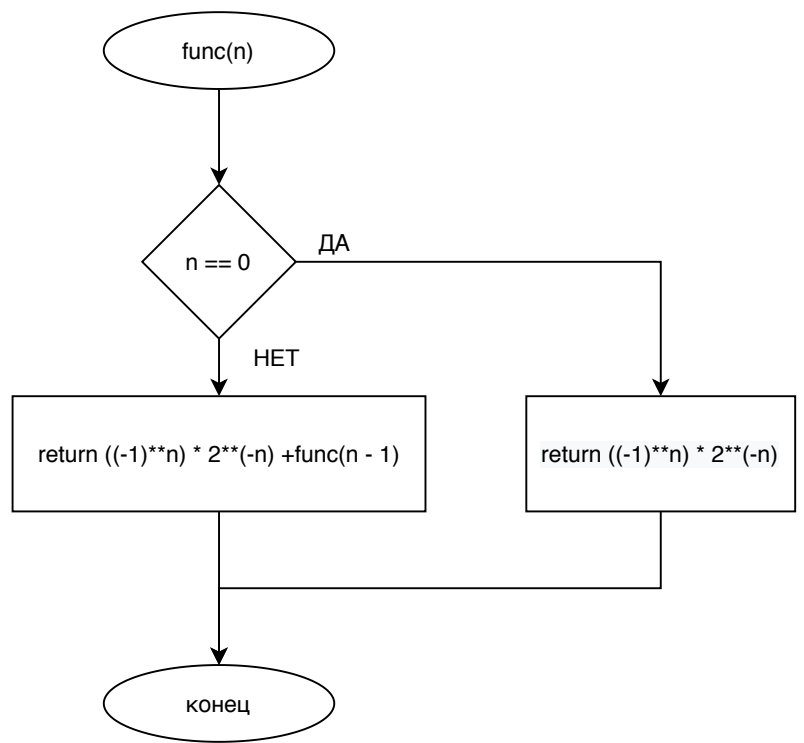 func(n)
n == 0
ДА
НЕТ
return ((-1)**n) * 2**(-n) +func(n - 1)
return ((-1)**n) * 2**(-n)
конец